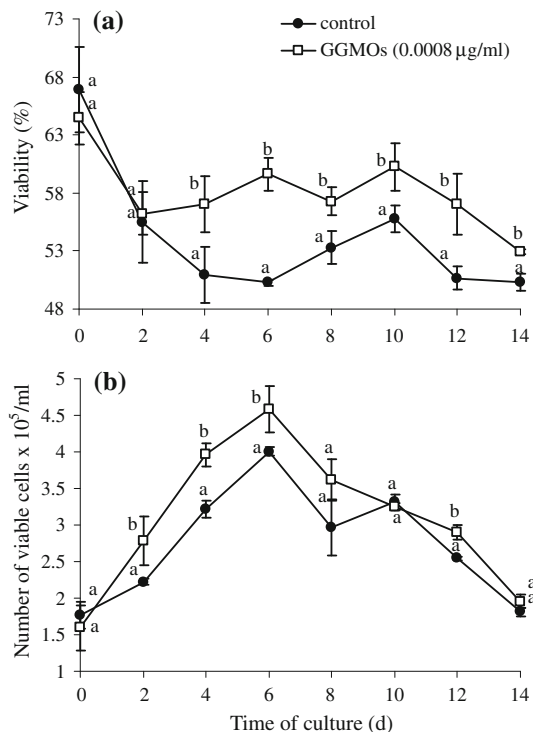 (a)
control
GGMOs (0.0008 µg/ml)
73
68
63
58
53
48
Viability (%)
a
a
a
a
b
a
b
a
b
a
b
a
b
a
b
a
0 2 4 6 8 10 12 14
(b)
5
4.5
4
3.5
3
2.5
2
1.5
1
Number of viable cells x 10⁵/ml
a
a
b
a
b
a
b
a
a
a
a
a
b
a
a
a
0 2 4 6 8 10 12 14
Time of culture (d)